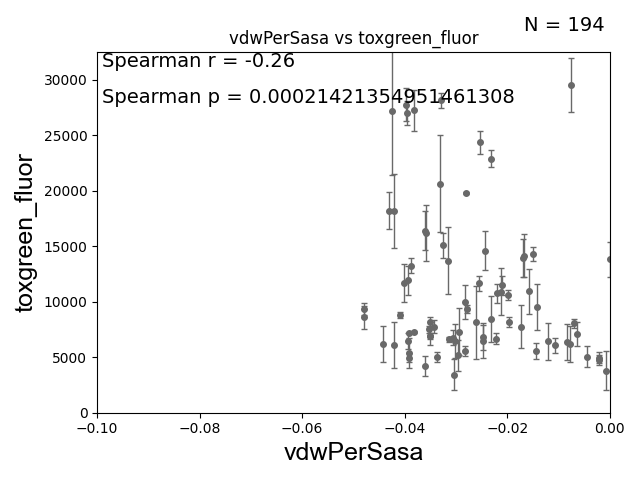 N = 194
vdwPerSasa vs toxgreen_fluor
Spearman r = -0.26
Spearman p = 0.00021421354951461308
toxgreen_fluor
30000
25000
20000
15000
10000
5000
0
−0.10 −0.08 −0.06 −0.04 −0.02 0.00
vdwPerSasa